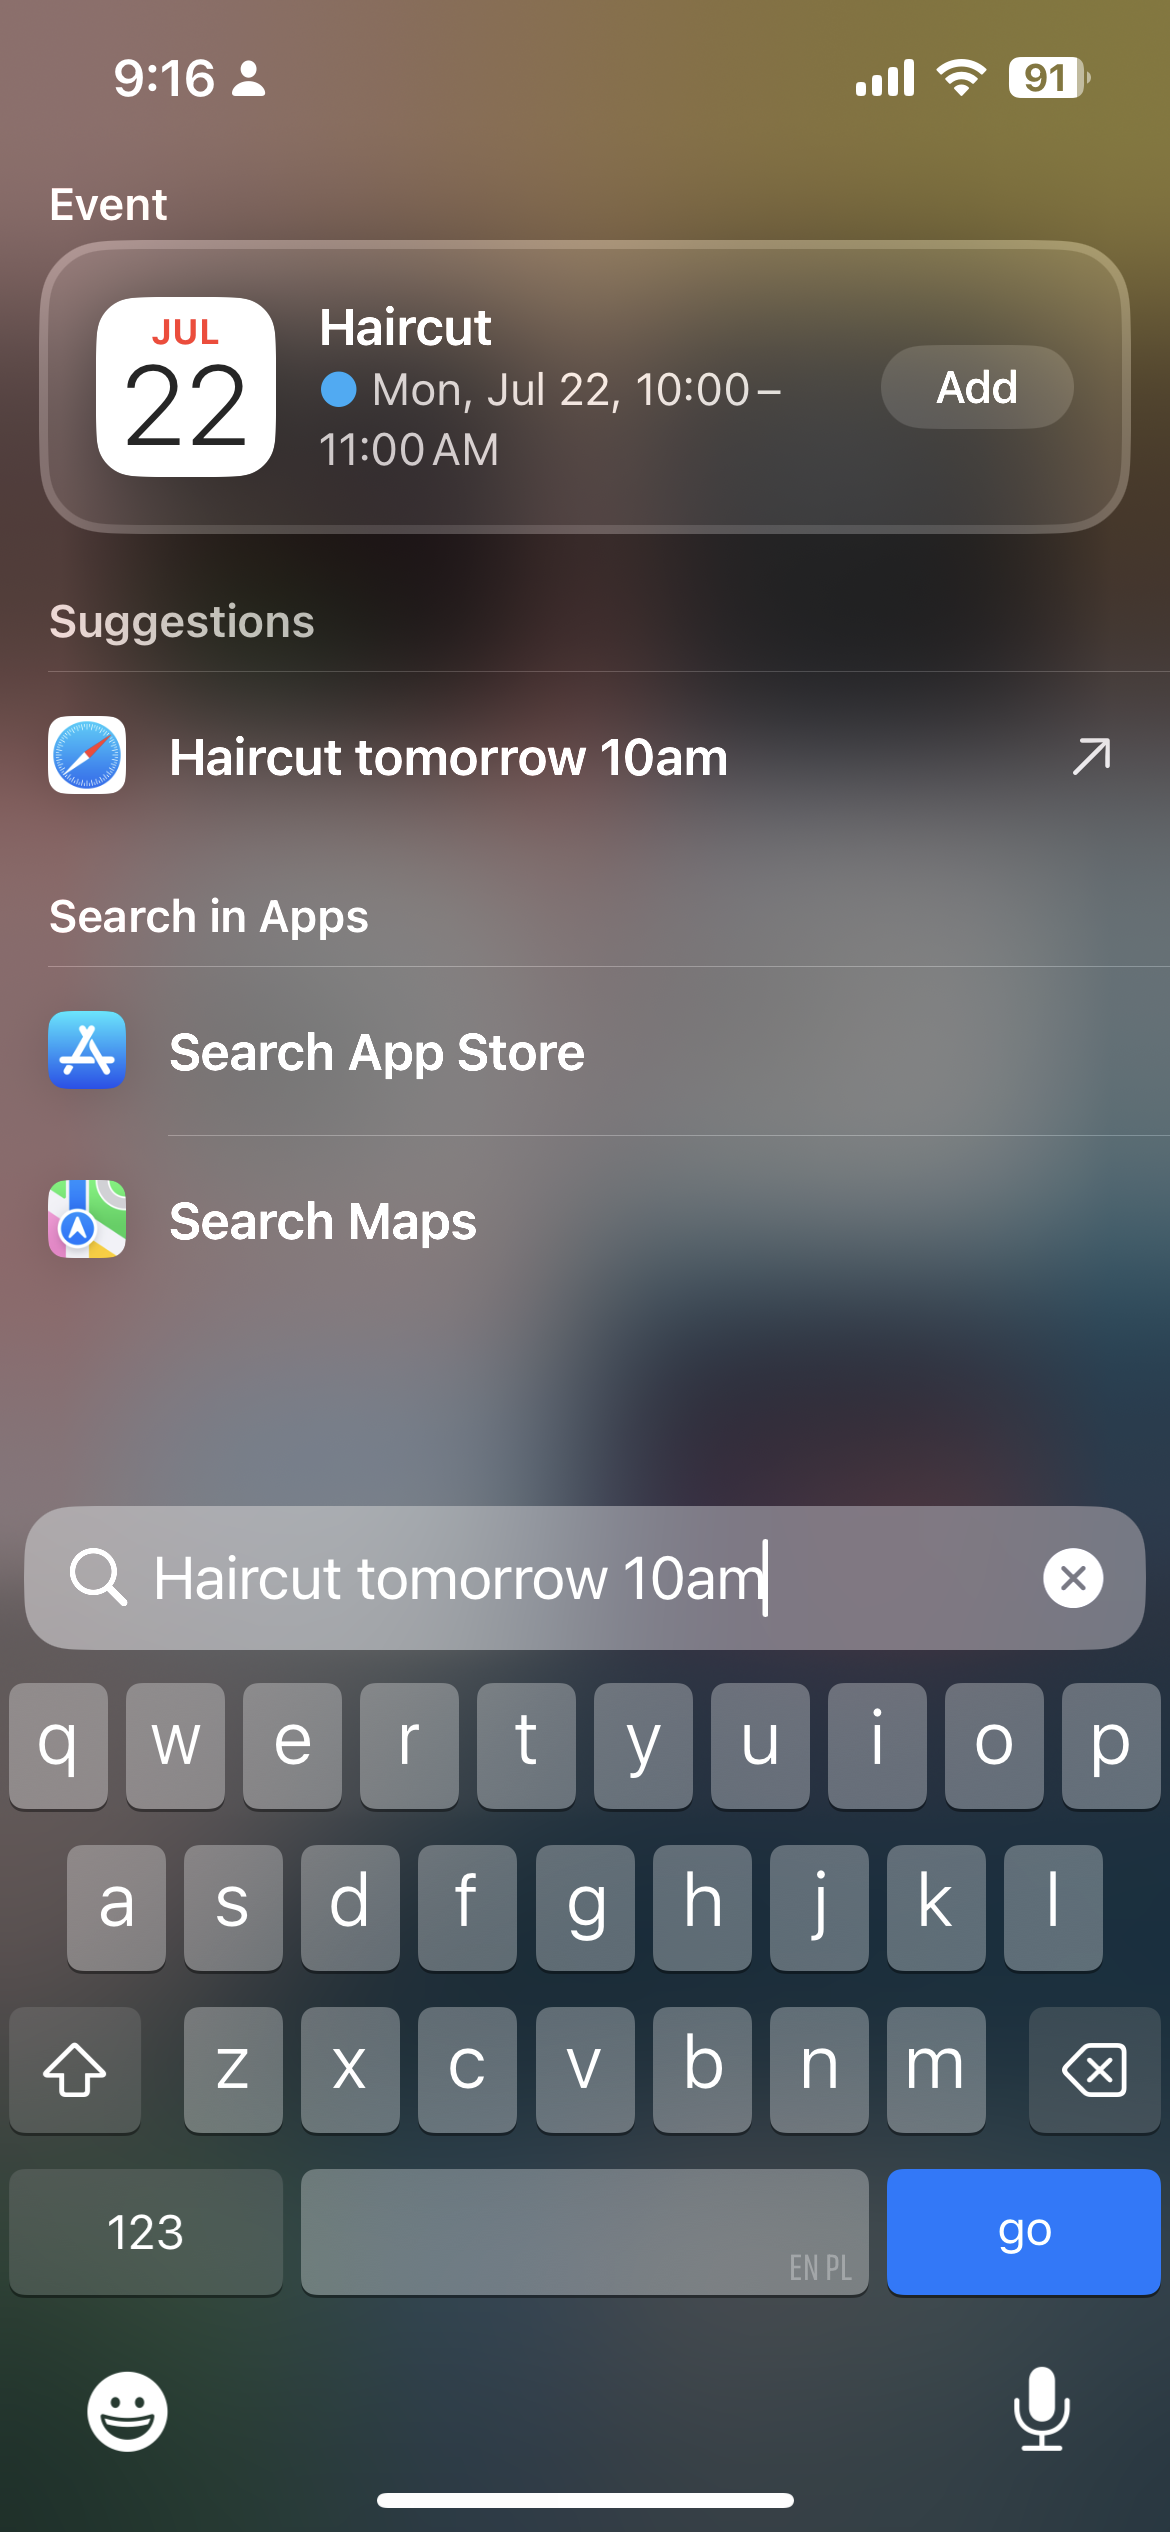 9:16
91
Event
JUL
22
Haircut
Mon, Jul 22, 10:00–
11:00 AM
Add
Suggestions
Haircut tomorrow 10am
Search in Apps
Search App Store
Search Maps
Haircut tomorrow 10am
q w e r t y u i o p
a s d f g h j k l
z x c v b n m
123
EN PL
go